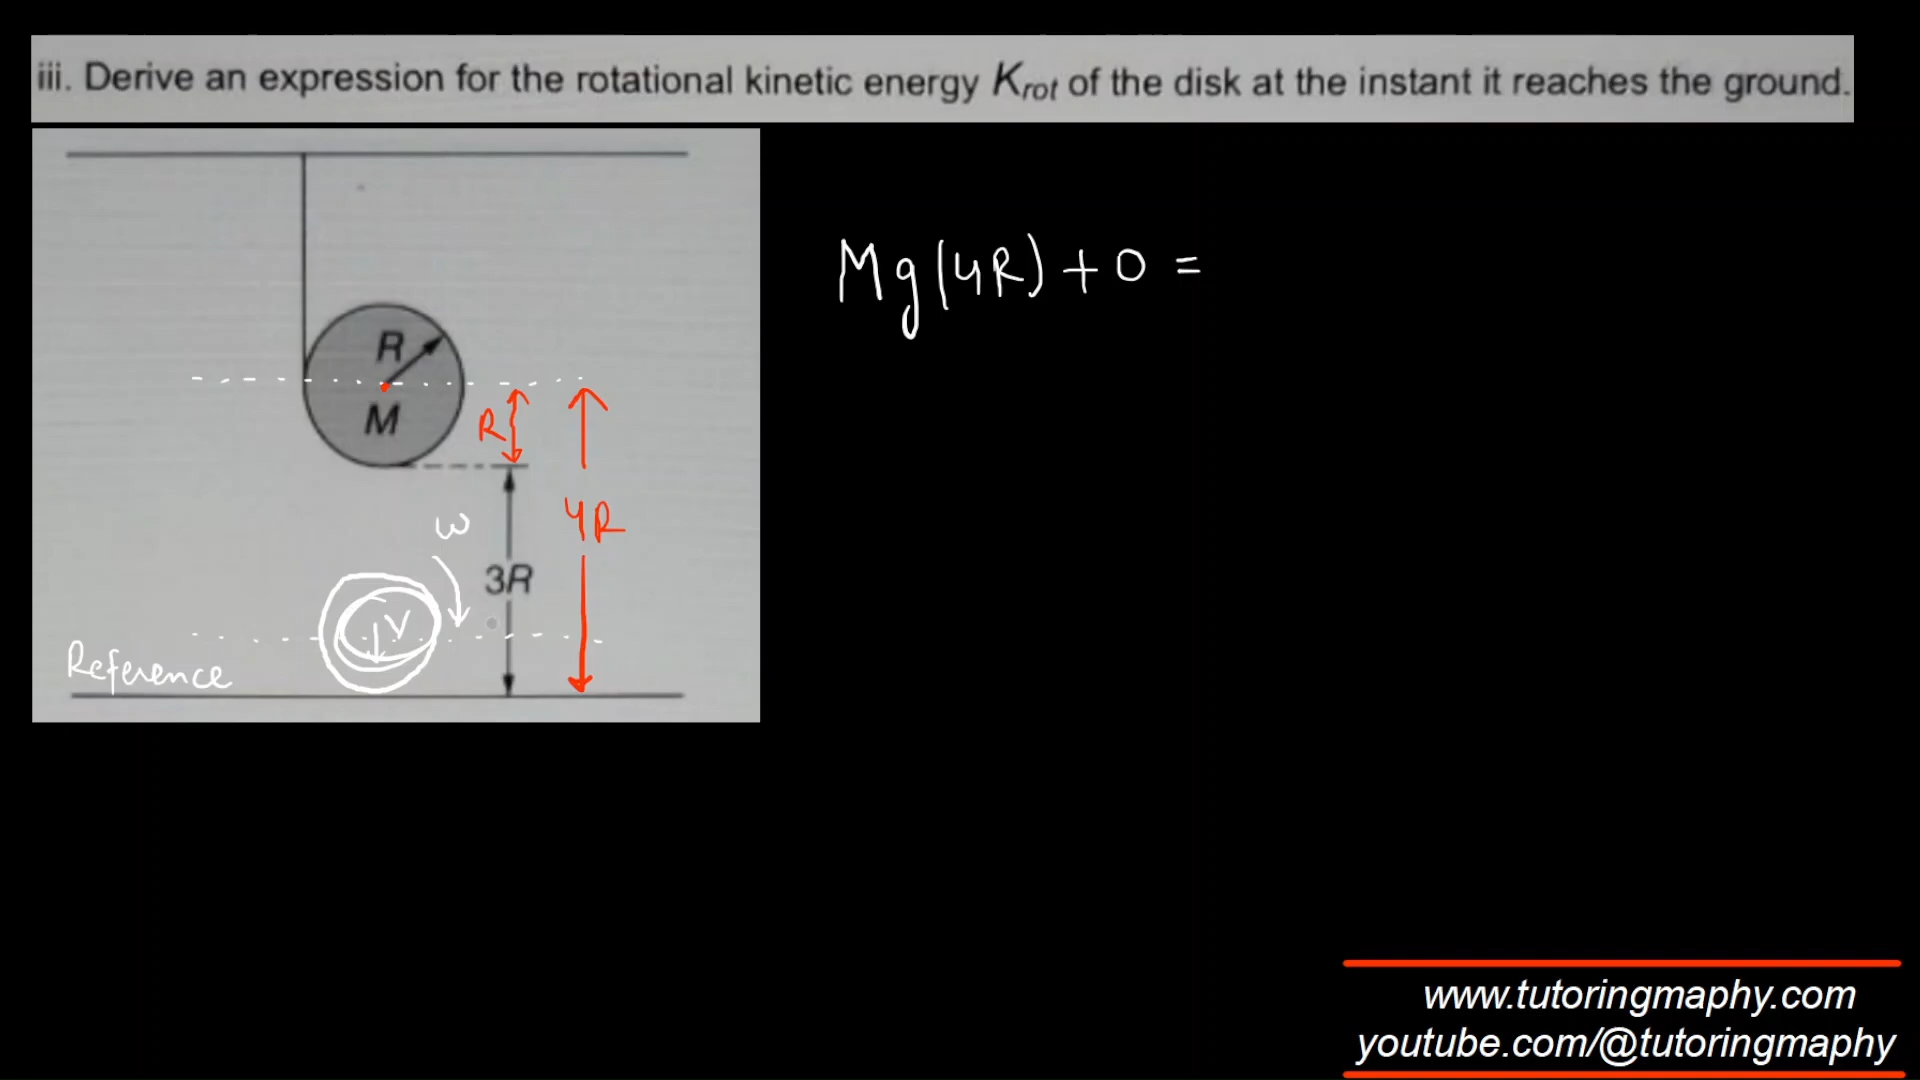 iii. Derive an expression for the rotational kinetic energy Krot of the disk at the instant it reaches the ground.
Mg(4R) + 0 =
R
M
R
4R
ω
3R
V
Reference
www.tutoringmaphy.com
youtube.com/@tutoringmaphy